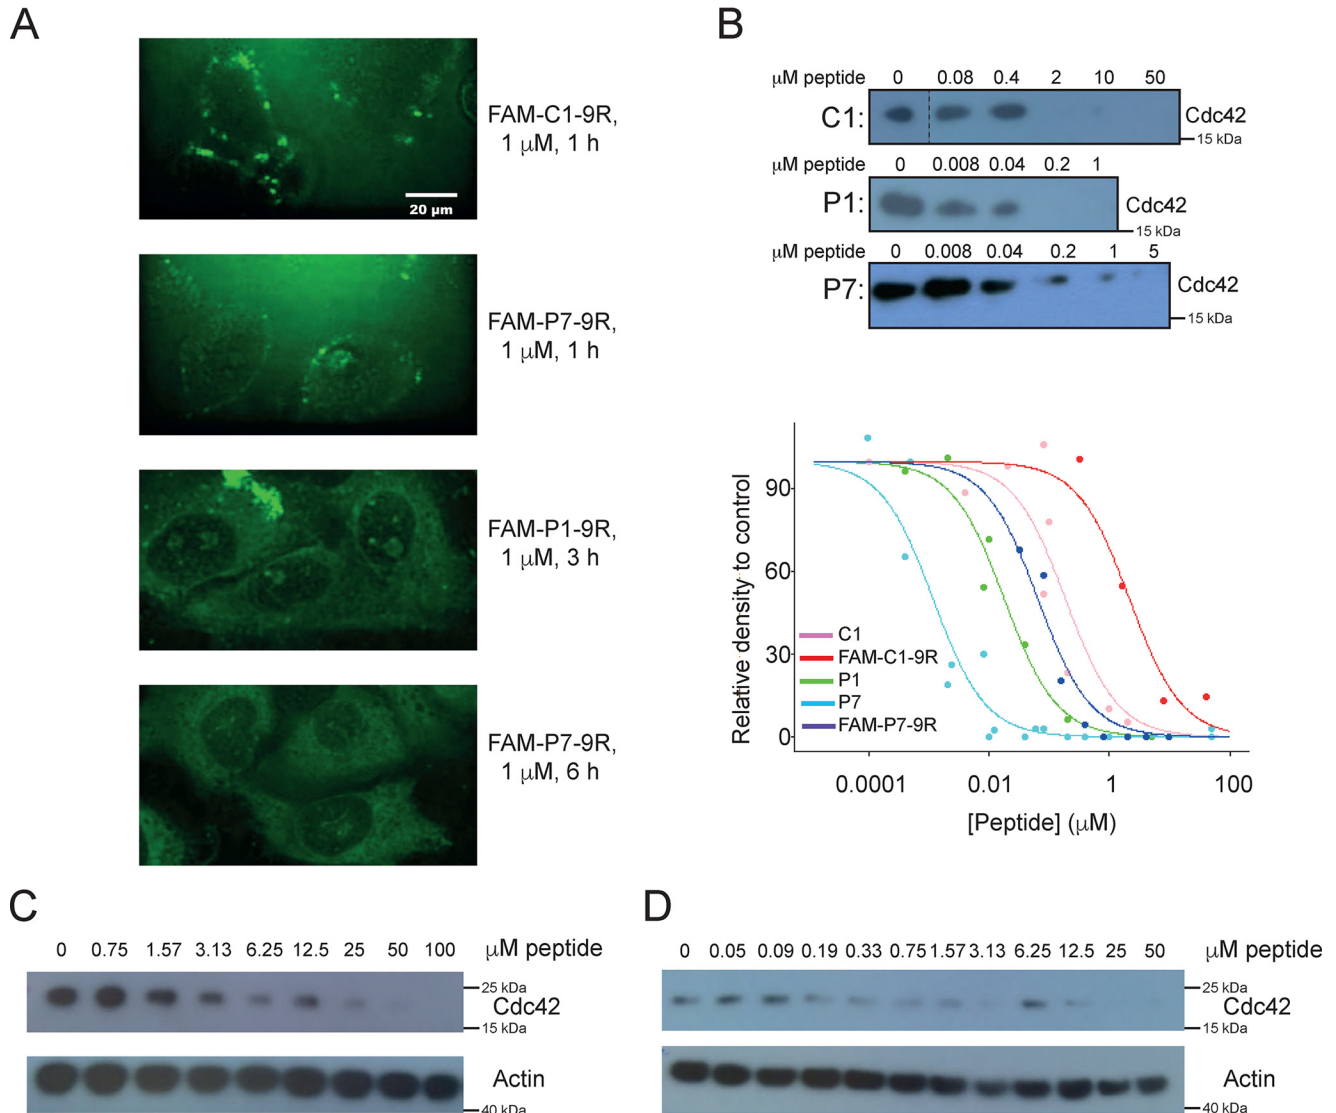 A
FAM-C1-9R,
1 μM, 1 h
20 μm
FAM-P7-9R,
1 μM, 1 h
FAM-P1-9R,
1 μM, 3 h
FAM-P7-9R,
1 μM, 6 h
B
μM peptide 0 0.08 0.4 2 10 50
C1: Cdc42
15 kDa
μM peptide 0 0.008 0.04 0.2 1
P1: Cdc42
15 kDa
μM peptide 0 0.008 0.04 0.2 1 5
P7: Cdc42
15 kDa
Relative density to control
90
60
30
0
C1
FAM-C1-9R
P1
P7
FAM-P7-9R
0.0001 0.01 1 100
[Peptide] (μM)
C
0 0.75 1.57 3.13 6.25 12.5 25 50 100 μM peptide
25 kDa
Cdc42
15 kDa
Actin
40 kDa
D
0 0.05 0.09 0.19 0.33 0.75 1.57 3.13 6.25 12.5 25 50 μM peptide
25 kDa
Cdc42
15 kDa
Actin
40 kDa